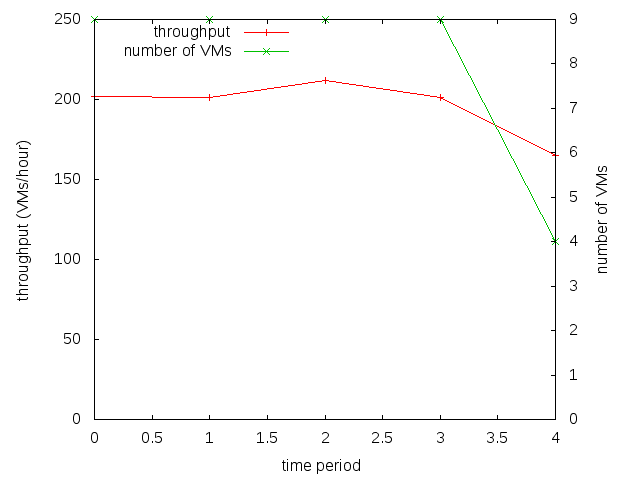 250
200
150
100
50
0
throughput (VMs/hour)
throughput
number of VMs
9
8
7
6
5
4
3
2
1
0
number of VMs
0 0.5 1 1.5 2 2.5 3 3.5 4
time period